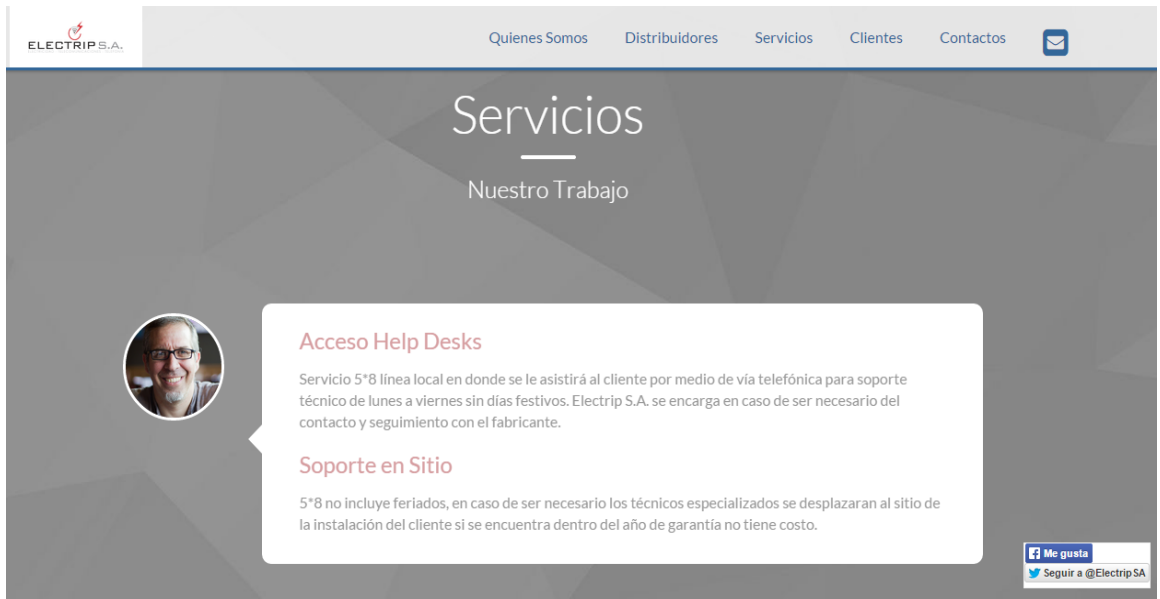 ELECTRIP S.A.
Quienes Somos
Distribuidores
Servicios
Clientes
Contactos
Servicios
Nuestro Trabajo
Acceso Help Desks
Servicio 5*8 línea local en donde se le asistirá al cliente por medio de vía telefónica para soporte
técnico de lunes a viernes sin días festivos. Electrip S.A. se encarga en caso de ser necesario del
contacto y seguimiento con el fabricante.
Soporte en Sitio
5*8 no incluye feriados, en caso de ser necesario los técnicos especializados se desplazaran al sitio de
la instalación del cliente si se encuentra dentro del año de garantía no tiene costo.
Me gusta
Seguir a @ElectripSA